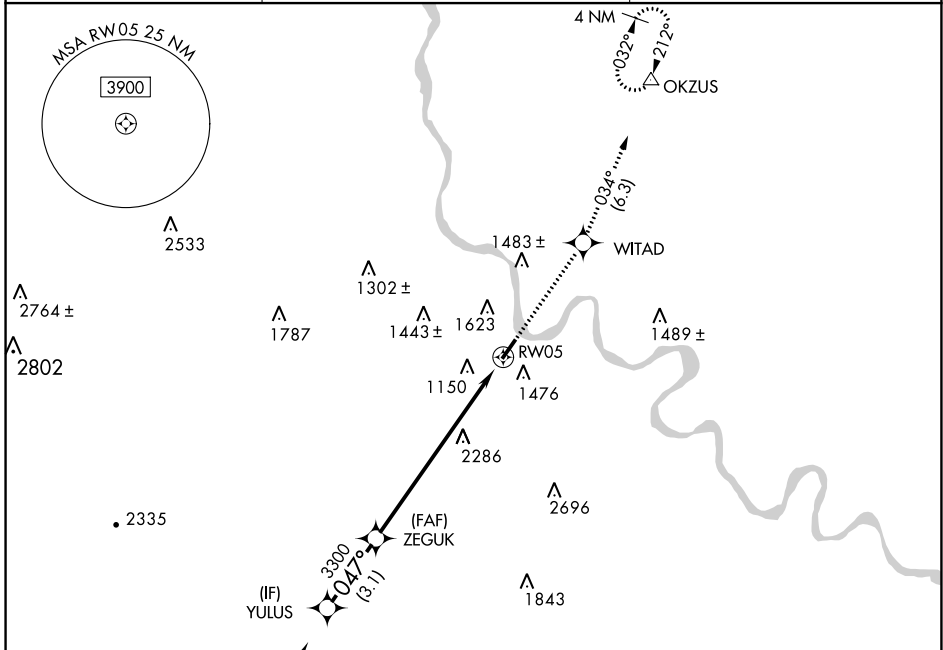 4 NM
032°
212°
OKZUS
MSA RW05 25 NM
3900
034°
(6.3)
WITAD
2533
1483 ±
1302 ±
2764 ±
1787
1443 ±
1623
1489 ±
2802
RW05
1150
1476
2286
2696
2335
(FAF)
ZEGUK
3300
047°
(3.1)
(IF)
YULUS
1843